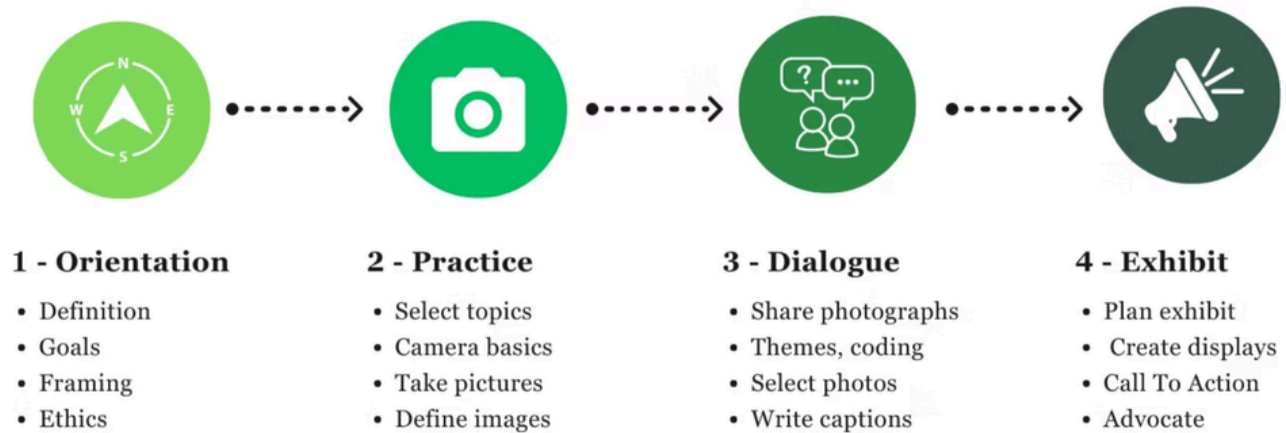 N
W E
S
? ...
1 - Orientation
• Definition
• Goals
• Framing
• Ethics
2 - Practice
• Select topics
• Camera basics
• Take pictures
• Define images
3 - Dialogue
• Share photographs
• Themes, coding
• Select photos
• Write captions
4 - Exhibit
• Plan exhibit
• Create displays
• Call To Action
• Advocate